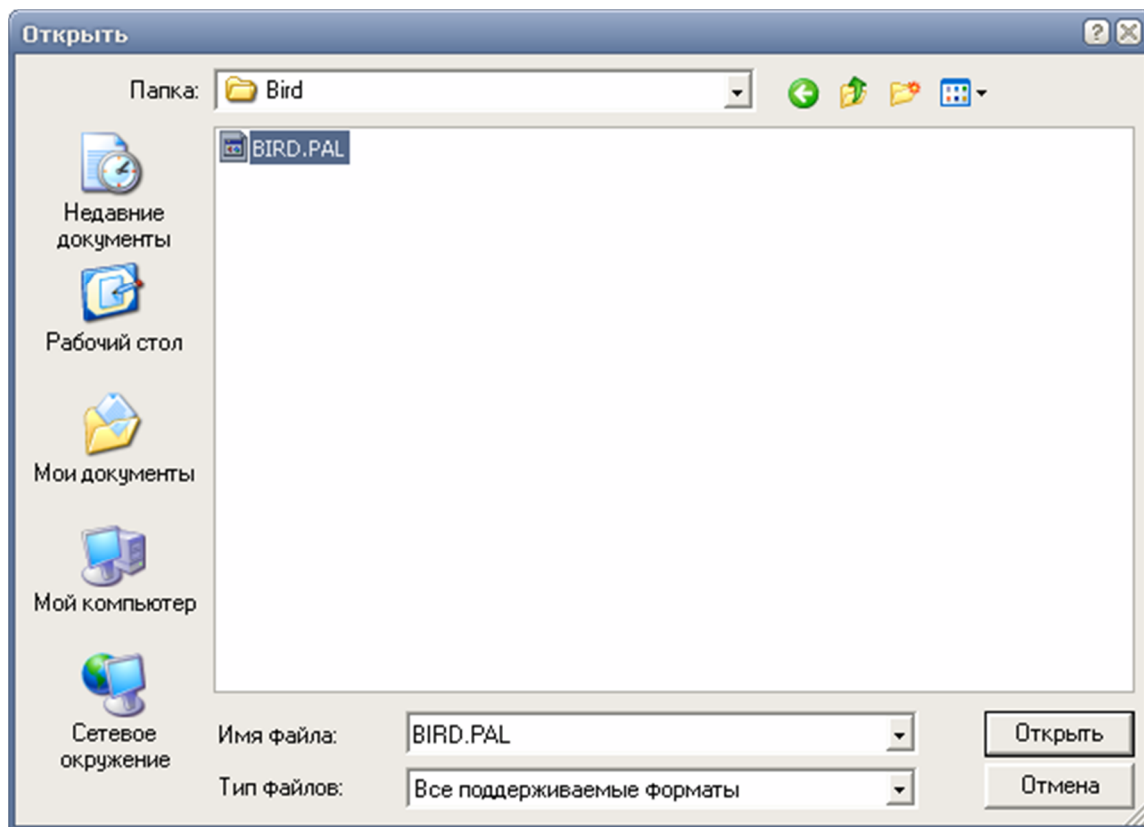 Открыть
Папка: Bird
BIRD.PAL
Недавние
документы
Рабочий стол
Мои документы
Мой компьютер
Сетевое
окружение
Имя файла: BIRD.PAL Открыть
Тип файлов: Все поддерживаемые форматы Отмена